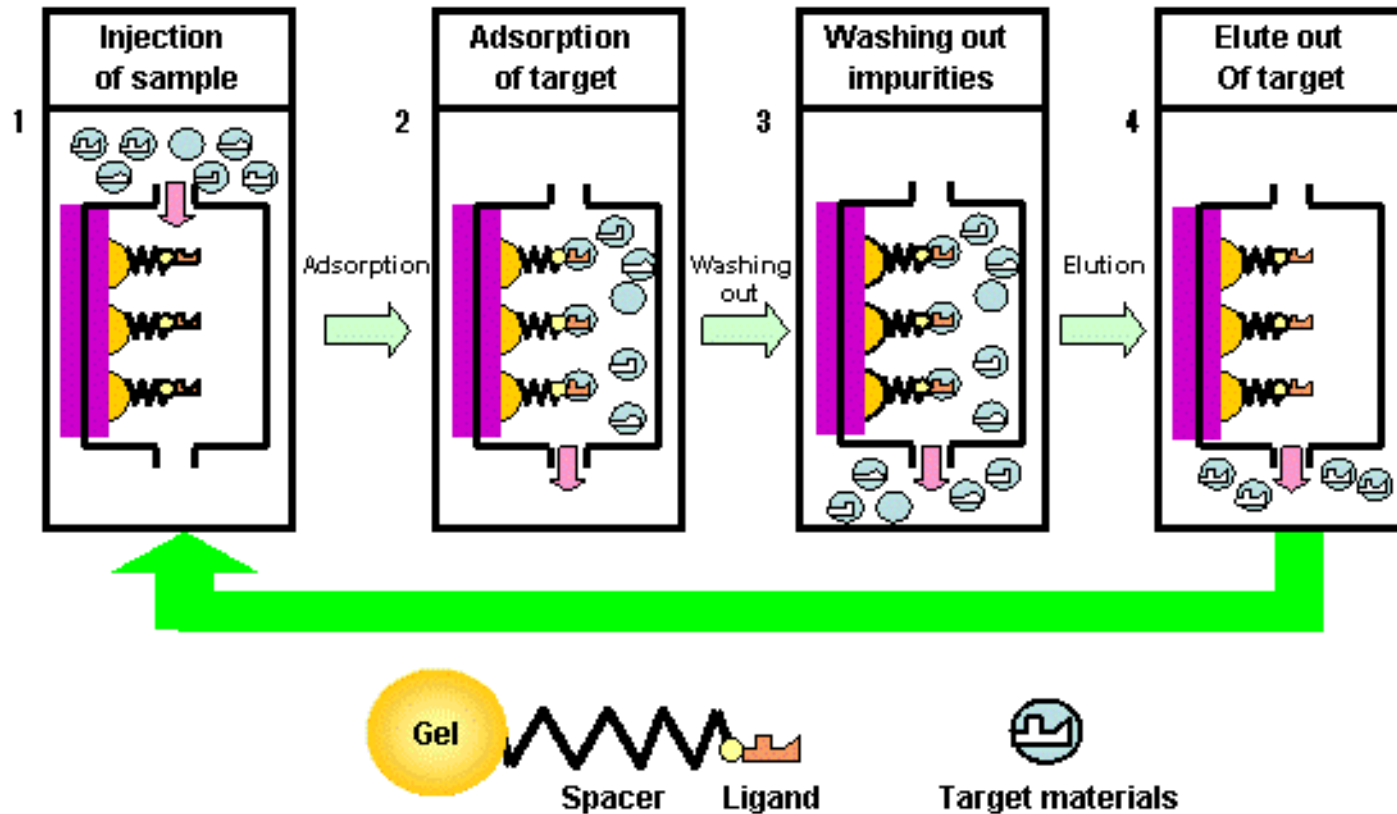 Injection
of sample
Adsorption
of target
Washing out
impurities
Elute out
Of target
1
2
3
4
Adsorption
Washing
out
Elution
Gel
Spacer
Ligand
Target materials